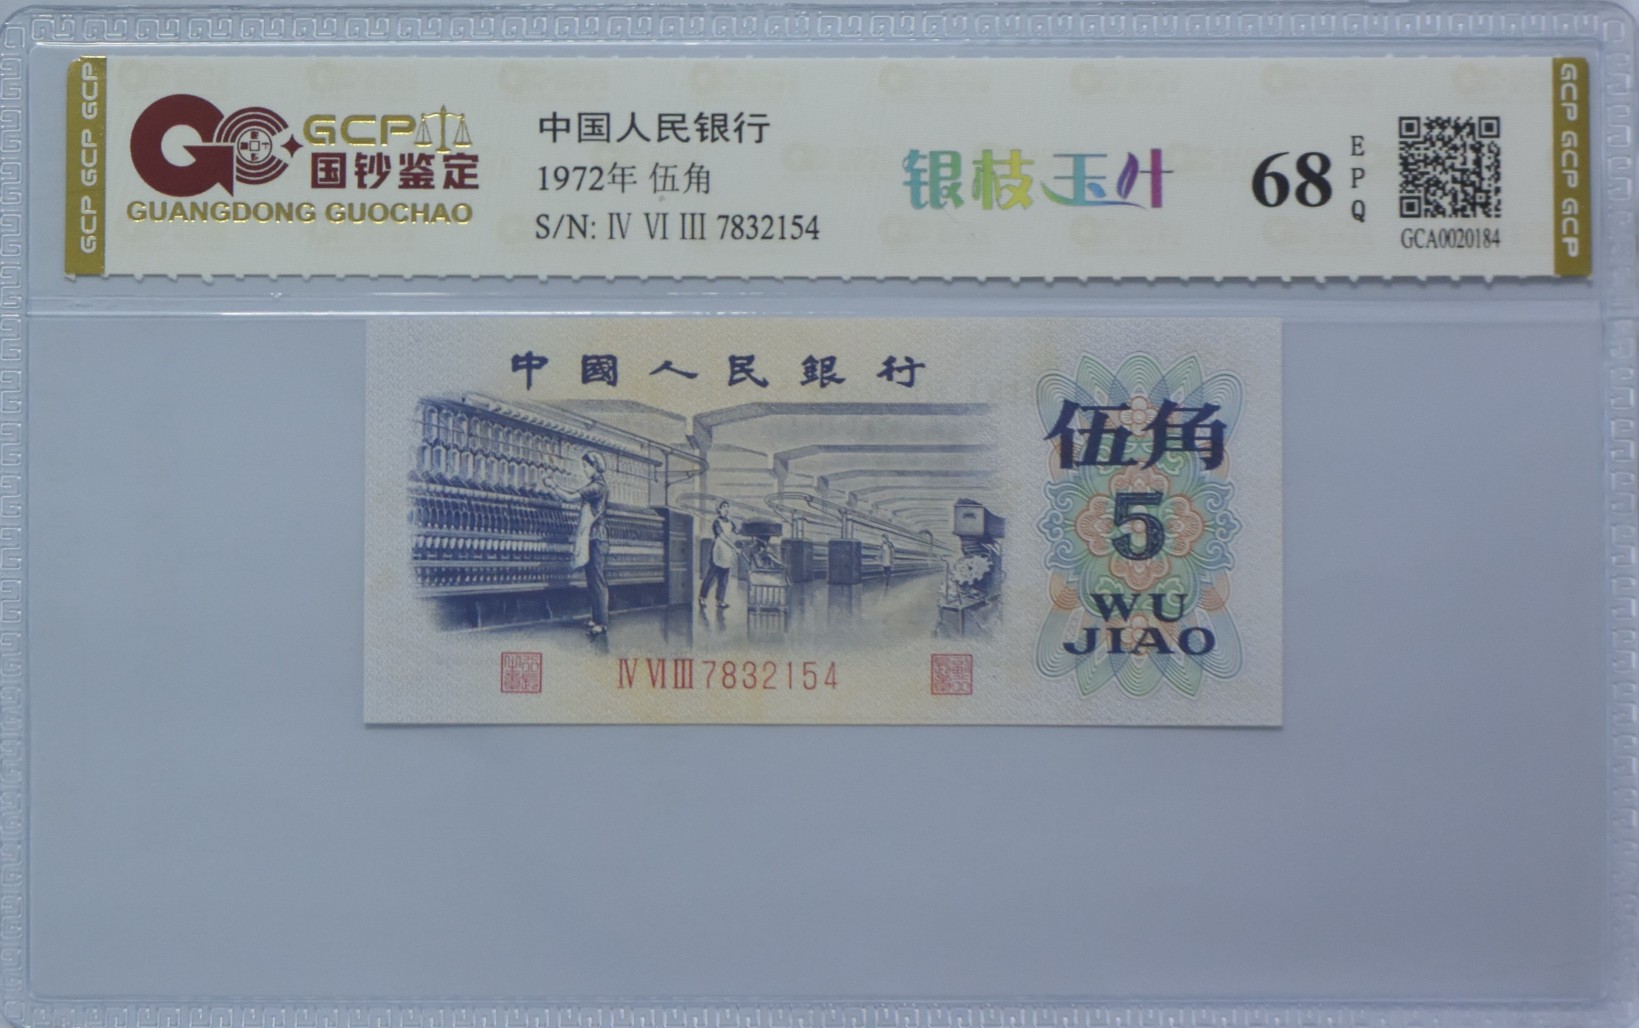 GCP GCP GCP
GCP
国钞鉴定
GUANGDONG GUOCHAO
中国人民银行
1972年 伍角
S/N: Ⅳ Ⅵ Ⅲ 7832154
银枝玉叶
68
EPQ
GCA0020184
GCP GCP GCP
中國人民銀行
伍角
5
WU
JIAO
Ⅳ Ⅵ Ⅲ 7832154